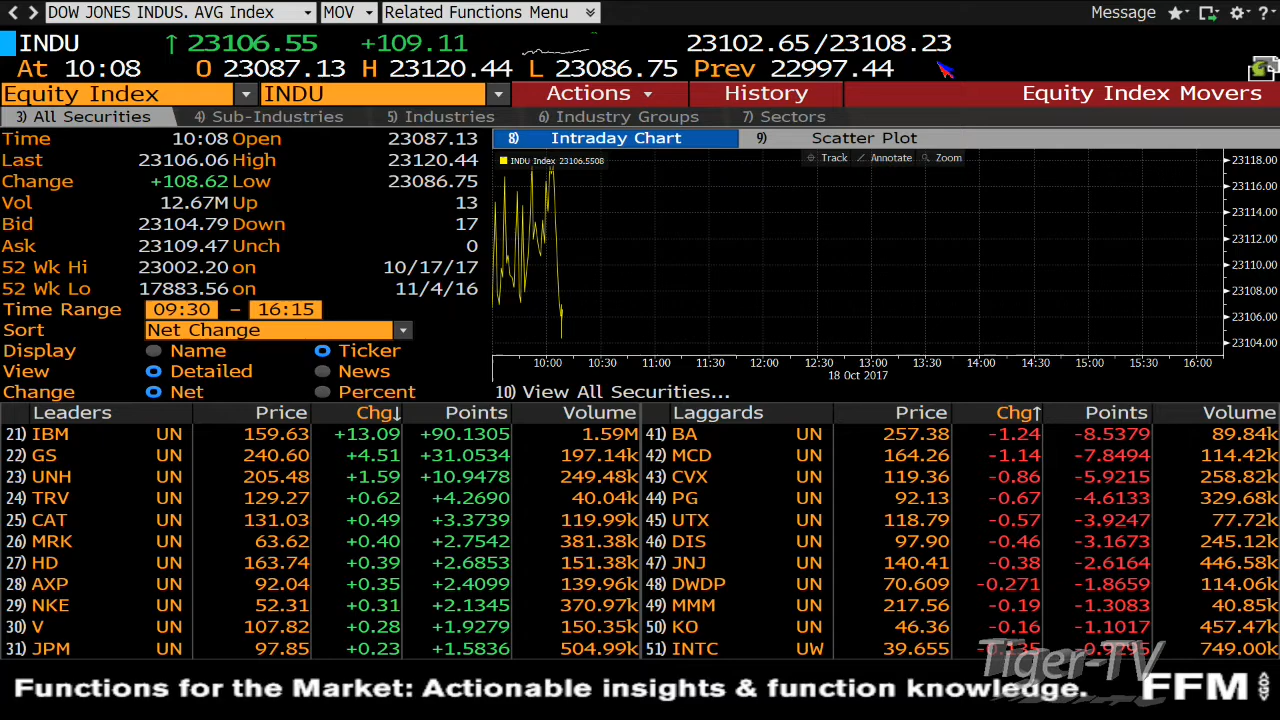 DOW JONES INDUS. AVG Index MOV Related Functions Menu Message
INDU 23106.55 +109.11 23102.65/23108.23
At 10:08 O 23087.13 H 23120.44 L 23086.75 Prev 22997.44
Equity Index INDU Actions History Equity Index Movers
3) All Securities 4) Sub-Industries 5) Industries 6) Industry Groups 7) Sectors
Time 10:08 Open 23087.13
Last 23106.06 High 23120.44
Change +108.62 Low 23086.75
Vol 12.67M Up 13
Bid 23104.47 Down 17
Ask 23109.47 Unch 0
52 Wk Hi 23002.20 on 10/17/17
52 Wk Lo 17883.56 on 11/4/16
Time Range 09:30 - 16:15
Sort Net Change
Display Name Ticker
View Detailed News
Change Net Percent
8) Intraday Chart 9) Scatter Plot
INDU Index 23106.5508 Track Annotate Zoom
23118.00
23116.00
23114.00
23112.00
23110.00
23108.00
23106.00
23104.00
10:00 10:30 11:00 11:30 12:00 12:30 13:00 13:30 14:00 14:30 15:00 15:30 16:00
18 Oct 2017
10) View All Securities...
Leaders Price Chg↓ Points Volume Laggards Price Chg↑ Points Volume
21) IBM UN 159.63 +13.09 +90.1305 1.59M 41) BA UN 257.38 -1.24 -8.5379 89.84k
22) GS UN 240.60 +4.51 +31.0534 197.14k 42) MCD UN 164.26 -1.14 -7.8494 114.42k
23) UNH UN 205.48 +1.59 +10.9478 249.48k 43) CVX UN 119.36 -0.86 -5.9215 258.82k
24) TRV UN 129.27 +0.62 +4.2690 40.04k 44) PG UN 92.13 -0.67 -4.6133 329.68k
25) CAT UN 131.03 +0.49 +3.3739 119.99k 45) UTX UN 118.79 -0.57 -3.9247 77.72k
26) MRK UN 63.62 +0.40 +2.7542 381.38k 46) DIS UN 97.90 -0.46 -3.1673 245.12k
27) HD UN 163.74 +0.39 +2.6853 151.38k 47) JNJ UN 140.41 -0.38 -2.6164 446.58k
28) AXP UN 92.04 +0.35 +2.4099 139.96k 48) DWDP UN 70.609 -0.271 -1.8659 114.06k
29) NKE UN 52.31 +0.31 +2.1345 370.97k 49) MMM UN 217.56 -0.19 -1.3083 40.85k
30) V UN 107.82 +0.28 +1.9279 150.35k 50) KO UN 46.36 -0.16 -1.1017 457.47k
31) JPM UN 97.85 +0.23 +1.5836 504.99k 51) INTC UW 39.655 -0.135 -0.9295 749.00k
Tiger-TV
Functions for the Market: Actionable insights & function knowledge. FFM